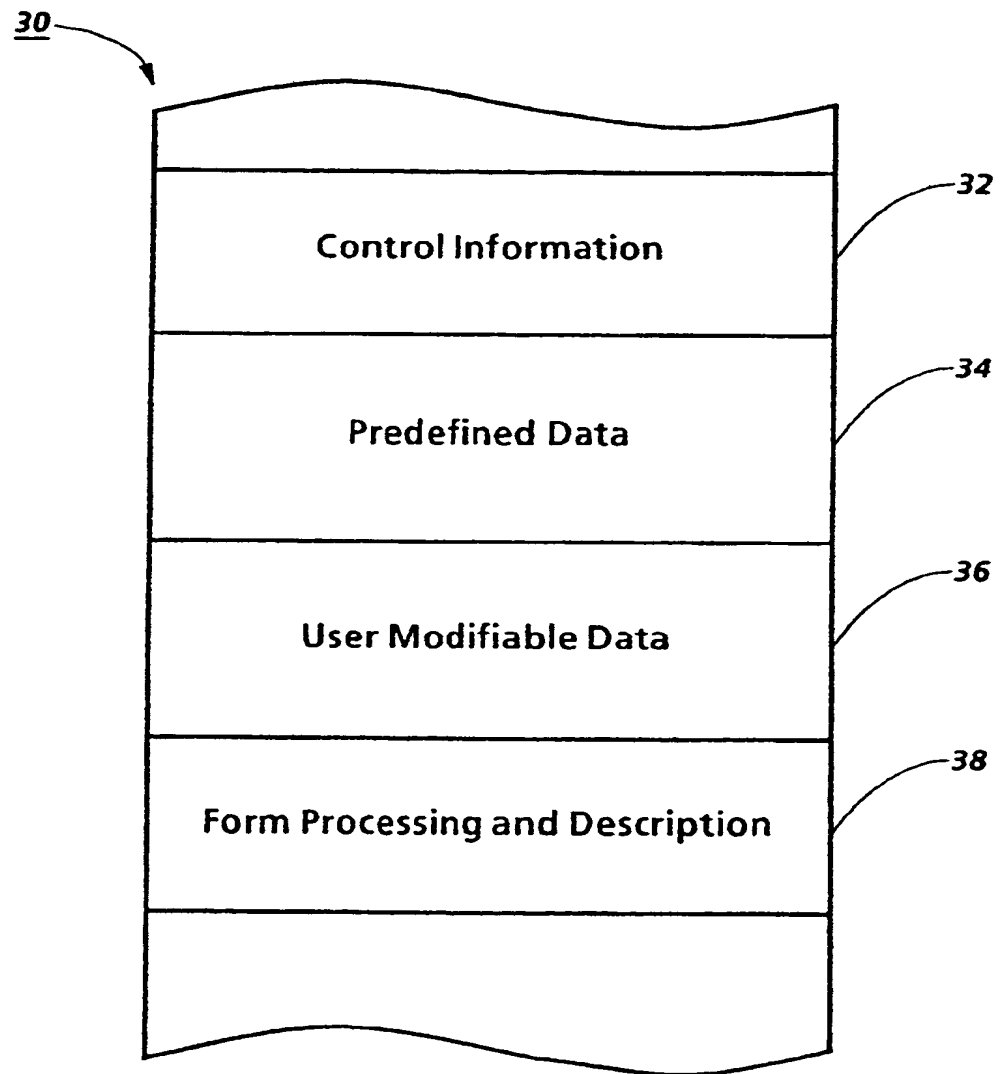 30
32
Control Information
34
Predefined Data
36
User Modifiable Data
38
Form Processing and Description